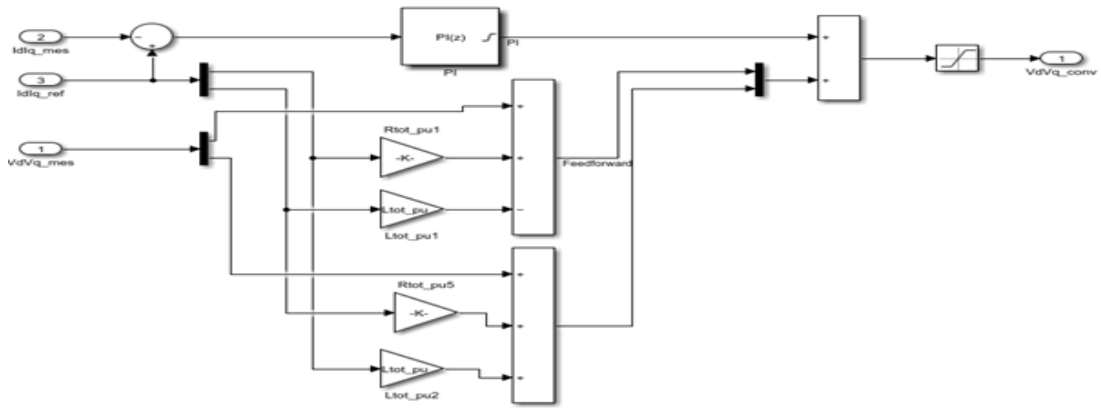 2
IdIq_mes
3
IdIq_ref
1
VdVq_mes
PI(z)
PI
PI
Rtot_pu1
-K-
Ltot_pu
Ltot_pu1
Feedforward
Rtot_pu5
-K-
Ltot_pu
Ltot_pu2
1
VdVq_conv